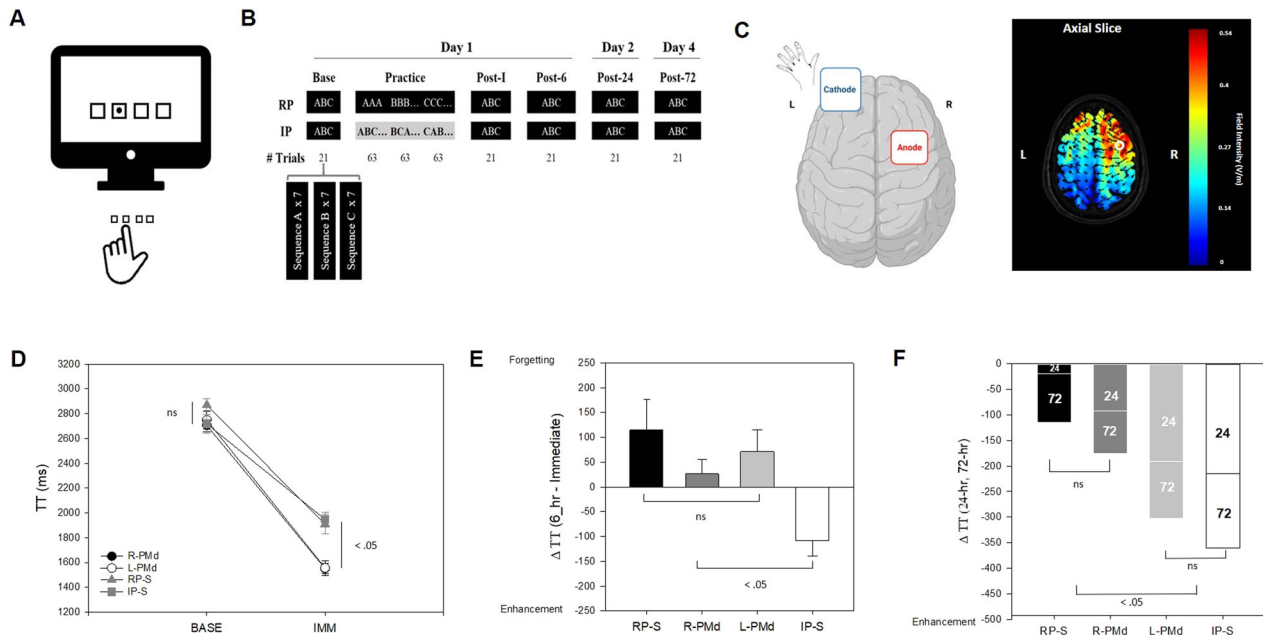 A
B
Day 1 Day 2 Day 4
Base Practice Post-I Post-6 Post-24 Post-72
RP ABC AAA BBB... CCC... ABC ABC ABC ABC
IP ABC ABC... BCA... CAB... ABC ABC ABC ABC
# Trials 21 63 63 63 21 21 21 21
Sequence A x 7
Sequence B x 7
Sequence C x 7
C
Cathode
L R
Anode
Axial Slice
L R
0.54
0.40
0.27
0.14
0
Field Intensity (V/m)
D
TT (ms)
3200
3000
2800
2600
2400
2200
2000
1800
1600
1400
1200
ns
< .05
R-PMd
L-PMd
RP-S
IP-S
BASE IMM
E
Forgetting
Δ TT (6_hr - Immediate)
250
200
150
100
50
0
-50
-100
-150
-200
-250
ns
< .05
Enhancement
RP-S R-PMd L-PMd IP-S
F
Δ TT (24-hr, 72-hr)
0
-50
-100
-150
-200
-250
-300
-350
-400
-450
-500
24 24 24 24
72 72 72 72
ns
ns
< .05
Enhancement
RP-S R-PMd L-PMd IP-S